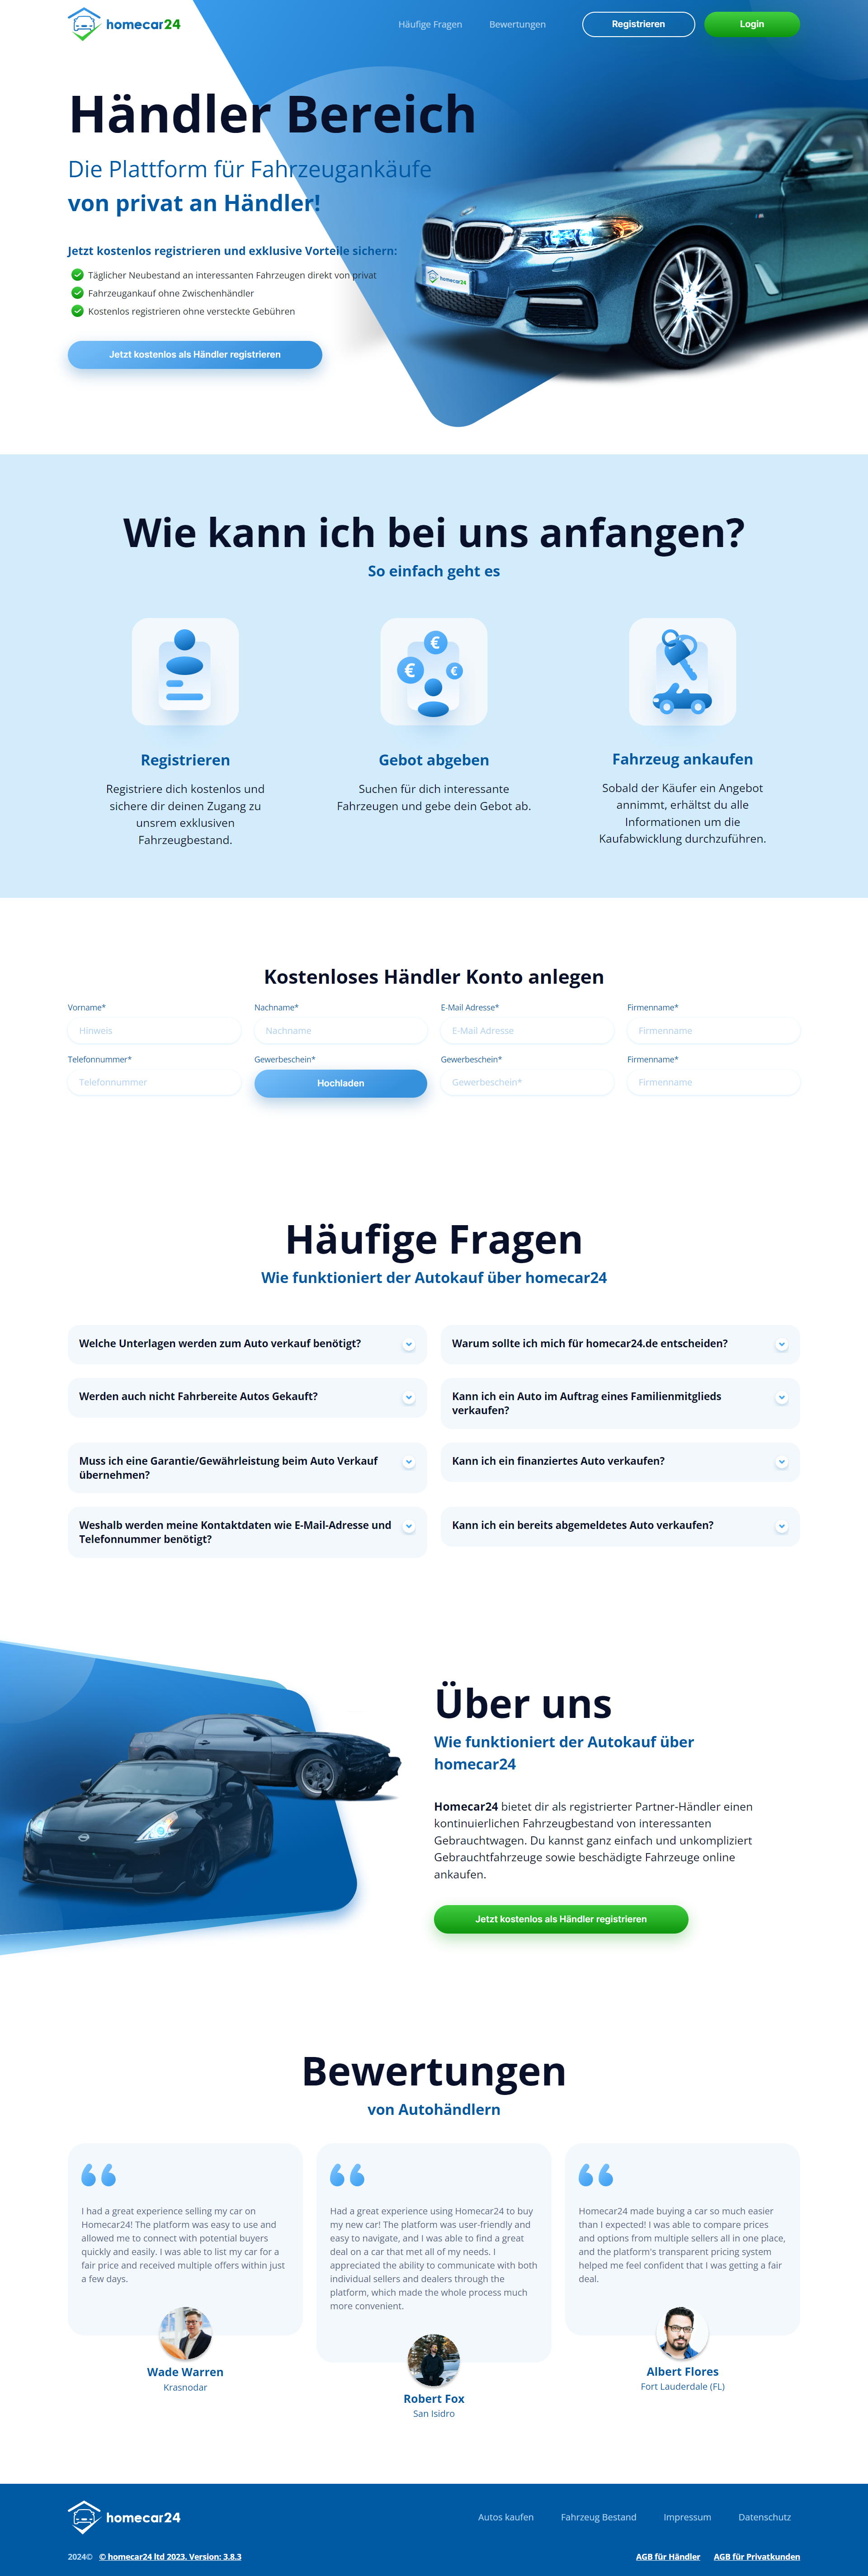 homecar24
Häufige Fragen
Bewertungen
Registrieren
Login
Händler Bereich
Die Plattform für Fahrzeugankäufe
von privat an Händler!
Jetzt kostenlos registrieren und exklusive Vorteile sichern:
Täglicher Neubestand an interessanten Fahrzeugen direkt von privat
Fahrzeugankauf ohne Zwischenhändler
Kostenlos registrieren ohne versteckte Gebühren
homecar24
Jetzt kostenlos als Händler registrieren
Wie kann ich bei uns anfangen?
So einfach geht es
€
€
€
Registrieren
Registriere dich kostenlos und
sichere dir deinen Zugang zu
unsrem exklusiven
Fahrzeugbestand.
Gebot abgeben
Suchen für dich interessante
Fahrzeugen und gebe dein Gebot ab.
Fahrzeug ankaufen
Sobald der Käufer ein Angebot
annimmt, erhältst du alle
Informationen um die
Kaufabwicklung durchzuführen.
Kostenloses Händler Konto anlegen
Vorname*
Nachname*
E-Mail Adresse*
Firmenname*
Hinweis
Nachname
E-Mail Adresse
Firmenname
Telefonnummer*
Gewerbeschein*
Gewerbeschein*
Firmenname*
Telefonnummer
Hochladen
Gewerbeschein*
Firmenname
Häufige Fragen
Wie funktioniert der Autokauf über homecar24
Welche Unterlagen werden zum Auto verkauf benötigt?
Warum sollte ich mich für homecar24.de entscheiden?
Werden auch nicht Fahrbereite Autos Gekauft?
Kann ich ein Auto im Auftrag eines Familienmitglieds
verkaufen?
Muss ich eine Garantie/Gewährleistung beim Auto Verkauf
übernehmen?
Kann ich ein finanziertes Auto verkaufen?
Weshalb werden meine Kontaktdaten wie E-Mail-Adresse und
Telefonnummer benötigt?
Kann ich ein bereits abgemeldetes Auto verkaufen?
Über uns
Wie funktioniert der Autokauf über
homecar24
Homecar24 bietet dir als registrierter Partner-Händler einen
kontinuierlichen Fahrzeugbestand von interessanten
Gebrauchtwagen. Du kannst ganz einfach und unkompliziert
Gebrauchtfahrzeuge sowie beschädigte Fahrzeuge online
ankaufen.
Jetzt kostenlos als Händler registrieren
Bewertungen
von Autohändlern
I had a great experience selling my car on
Homecar24! The platform was easy to use and
allowed me to connect with potential buyers
quickly and easily. I was able to list my car for a
fair price and received multiple offers within just
a few days.
Wade Warren
Krasnodar
Had a great experience using Homecar24 to buy
my new car! The platform was user-friendly and
easy to navigate, and I was able to find a great
deal on a car that met all of my needs. I
appreciated the ability to communicate with both
individual sellers and dealers through the
platform, which made the whole process much
more convenient.
Robert Fox
San Isidro
Homecar24 made buying a car so much easier
than I expected! I was able to compare prices
and options from multiple sellers all in one place,
and the platform's transparent pricing system
helped me feel confident that I was getting a fair
deal.
Albert Flores
Fort Lauderdale (FL)
homecar24
Autos kaufen
Fahrzeug Bestand
Impressum
Datenschutz
2024© © homecar24 ltd 2023. Version: 3.8.3
AGB für Händler
AGB für Privatkunden